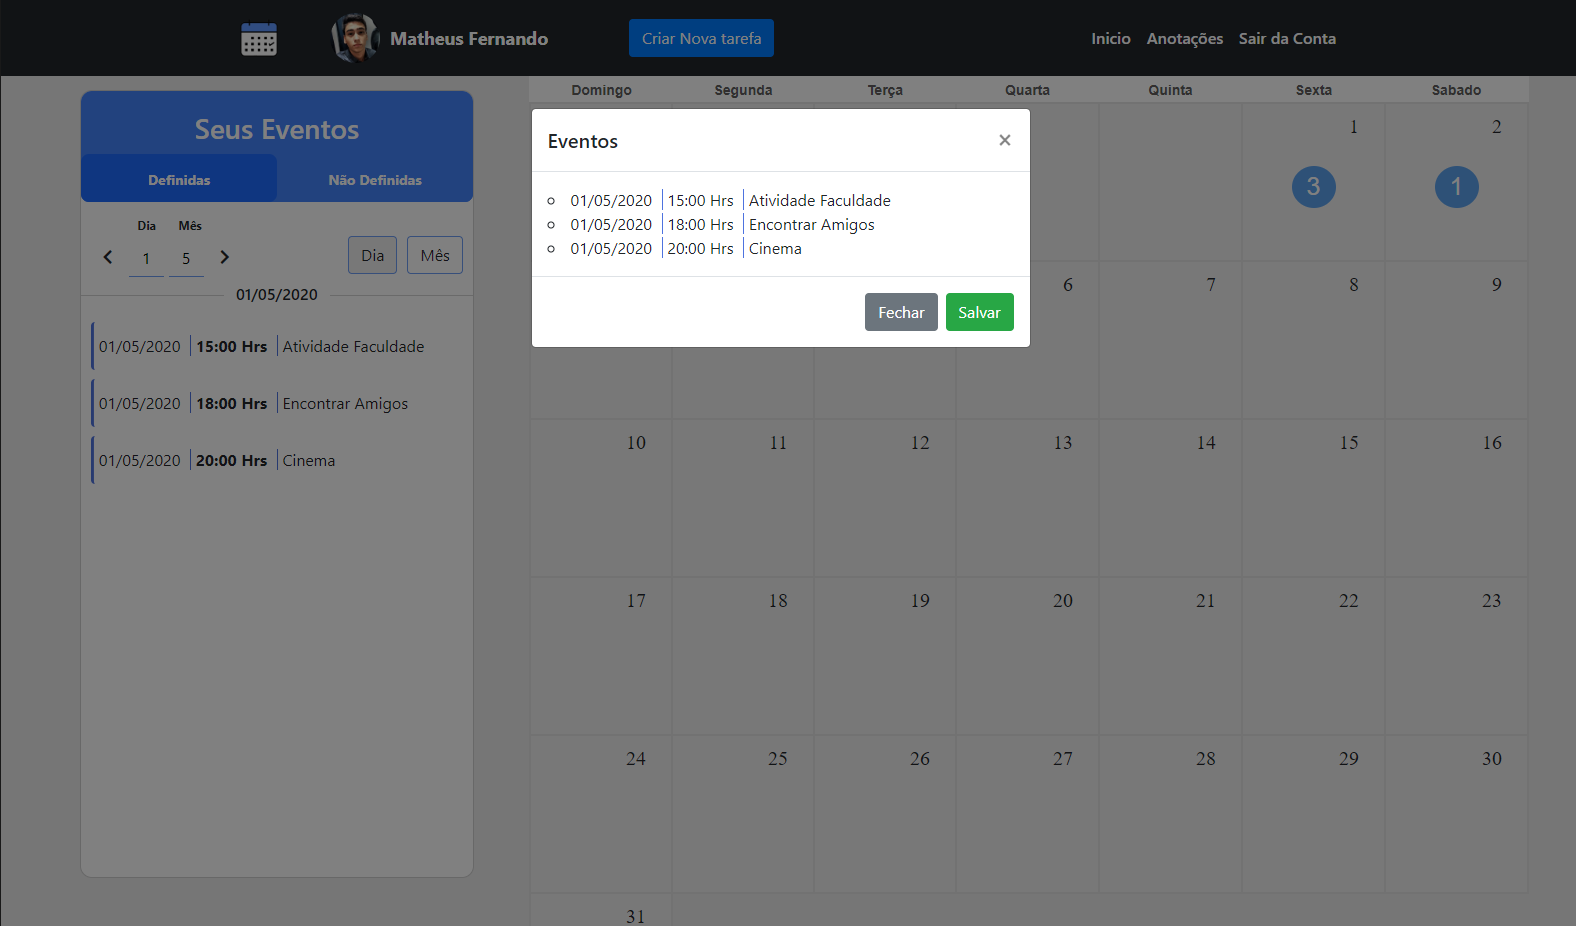 Matheus Fernando
Criar Nova tarefa
Inicio Anotações Sair da Conta
Seus Eventos
Definidas Não Definidas
Dia Mês
1 5
Dia Mês
01/05/2020
01/05/2020 15:00 Hrs Atividade Faculdade
01/05/2020 18:00 Hrs Encontrar Amigos
01/05/2020 20:00 Hrs Cinema
Domingo Segunda Terça Quarta Quinta Sexta Sabado
Eventos ×
01/05/2020 15:00 Hrs Atividade Faculdade
01/05/2020 18:00 Hrs Encontrar Amigos
01/05/2020 20:00 Hrs Cinema
Fechar Salvar
1 2
3 1
6 7 8 9
10 11 12 13 14 15 16
17 18 19 20 21 22 23
24 25 26 27 28 29 30
31